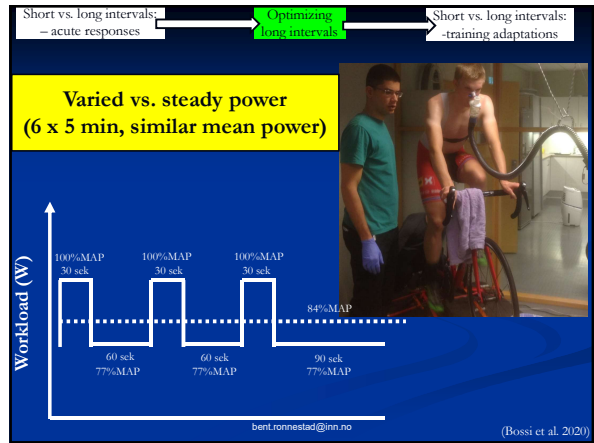 Short vs. long intervals:
– acute responses
Optimizing
long intervals
Short vs. long intervals:
-training adaptations
Varied vs. steady power
(6 x 5 min, similar mean power)
Workload (W)
100%MAP
30 sek
100%MAP
30 sek
100%MAP
30 sek
84%MAP
60 sek
77%MAP
60 sek
77%MAP
90 sek
77%MAP
bent.ronnestad@inn.no
(Bossi et al. 2020)